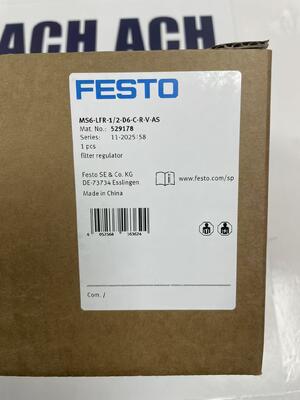 ACH ACH
FESTO
MS6-LFR-1/2-D6-C-R-V-AS
Mat. No.: 529178
Series: 11-2025|58
1 pcs
filter regulator
Festo SE & Co. KG
DE-73734 Esslingen
www.festo.com/sp
Made in China
Com. /